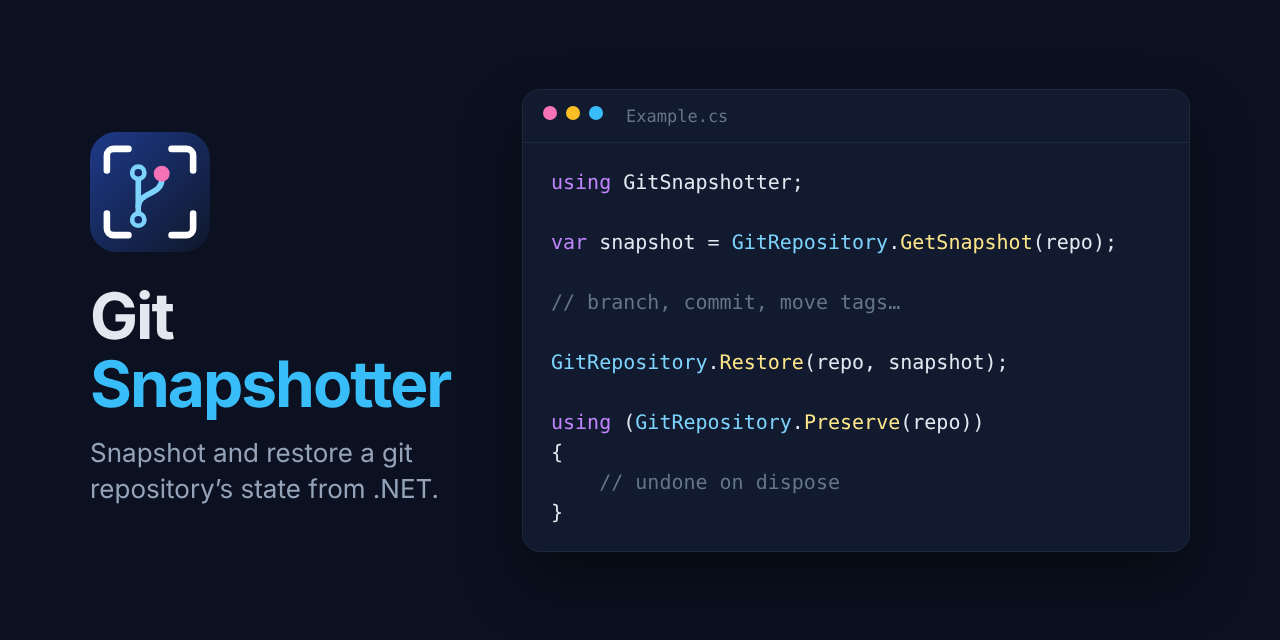 Git
Snapshotter
Snapshot and restore a git
repository’s state from .NET.
Example.cs
using GitSnapshotter;
var snapshot = GitRepository.GetSnapshot(repo);
// branch, commit, move tags…
GitRepository.Restore(repo, snapshot);
using (GitRepository.Preserve(repo))
{
    // undone on dispose
}